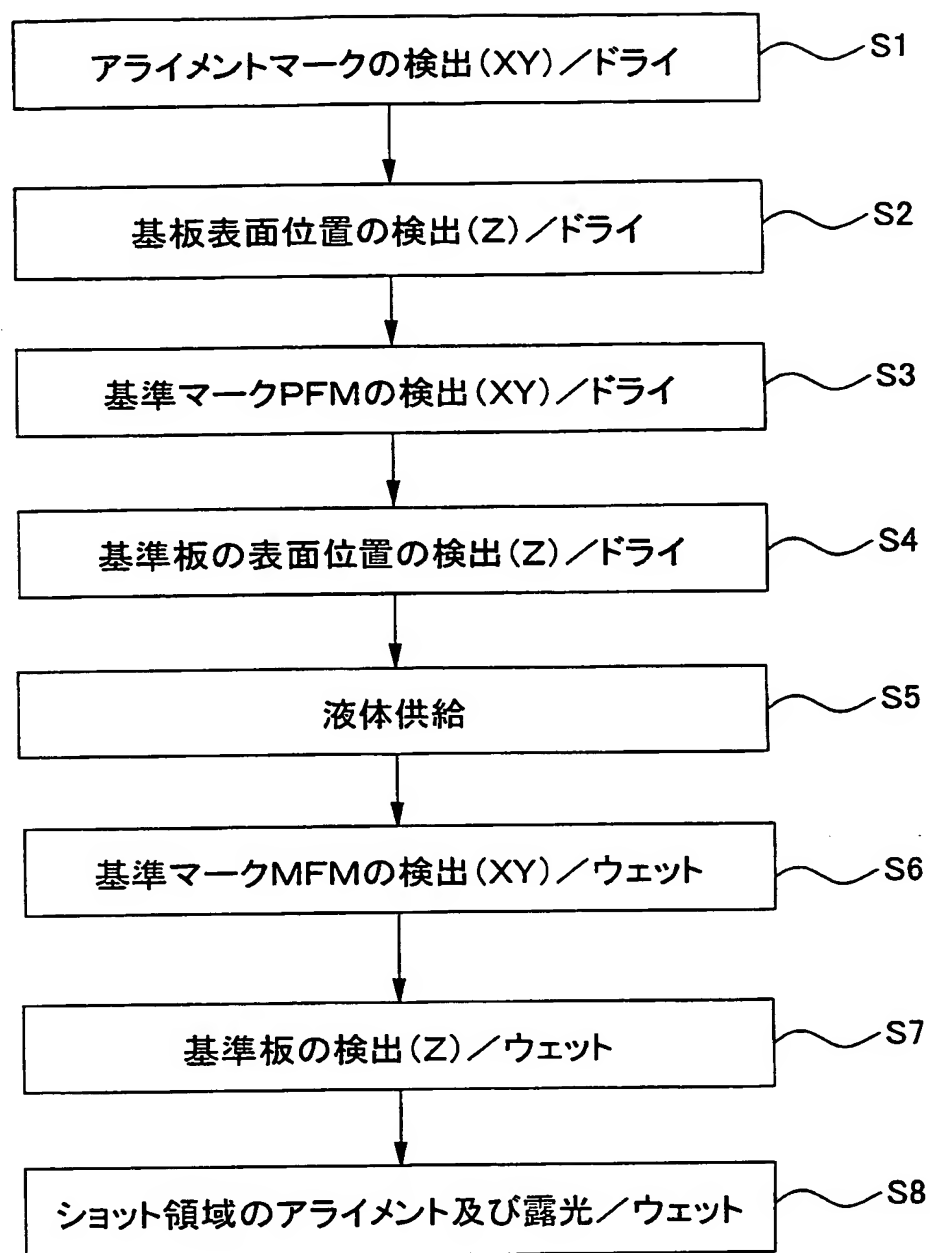 アライメントマークの検出(XY)/ドライ
S1
基板表面位置の検出(Z)/ドライ
S2
基準マークPFMの検出(XY)/ドライ
S3
基準板の表面位置の検出(Z)/ドライ
S4
液体供給
S5
基準マークMFMの検出(XY)/ウェット
S6
基準板の検出(Z)/ウェット
S7
ショット領域のアライメント及び露光/ウェット
S8